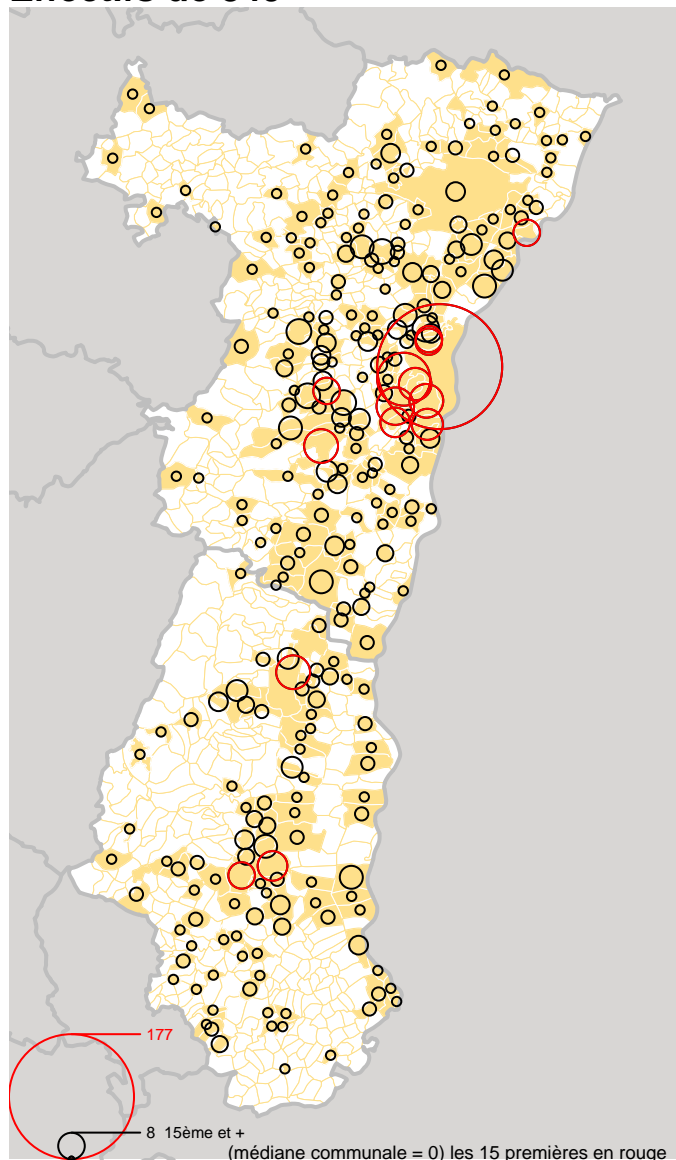 177
8 15ème et +
(médiane communale = 0) les 15 premières en rouge